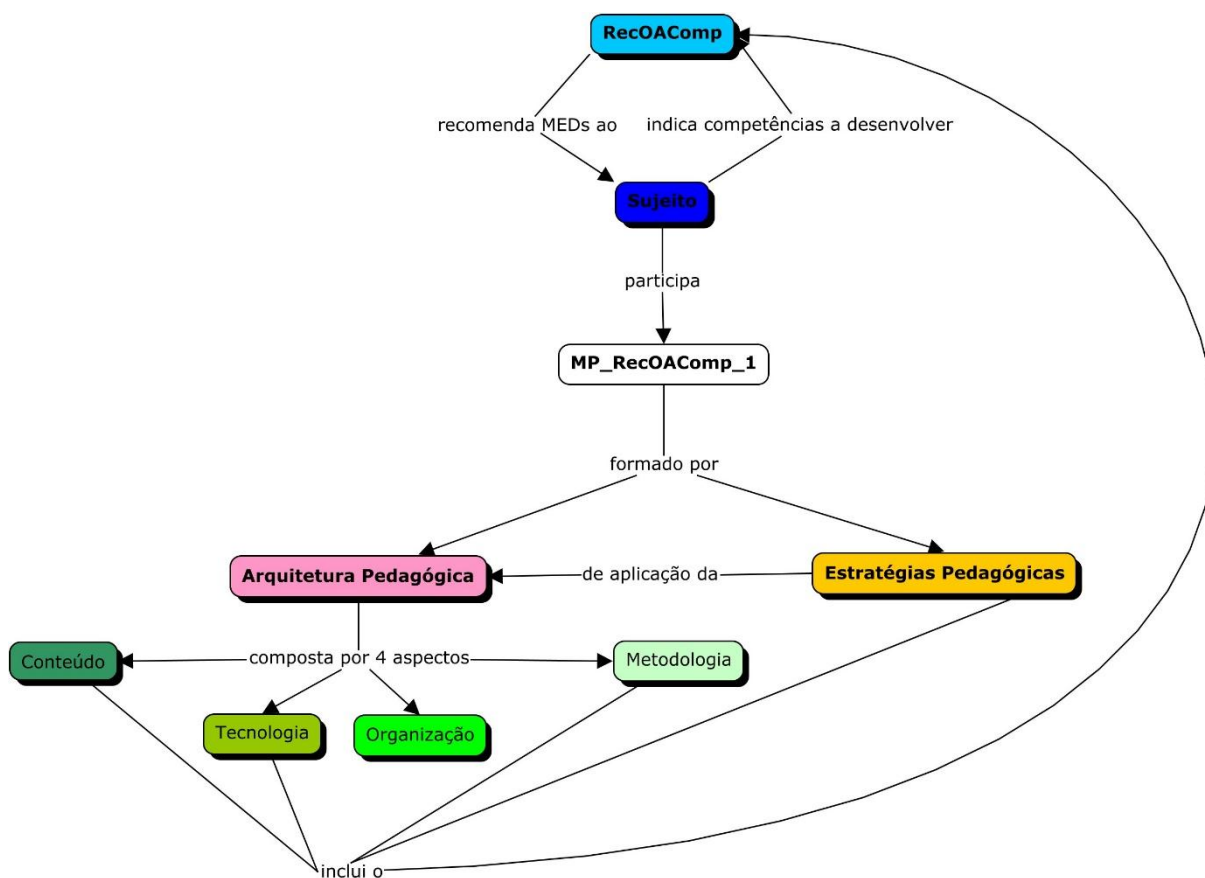 RecOAComp
recomenda MEDs ao
indica competências a desenvolver
Sujeito
participa
MP_RecOAComp_1
formado por
Arquitetura Pedagógica
de aplicação da
Estratégias Pedagógicas
Conteúdo
composta por 4 aspectos
Metodologia
Tecnologia
Organização
inclui o